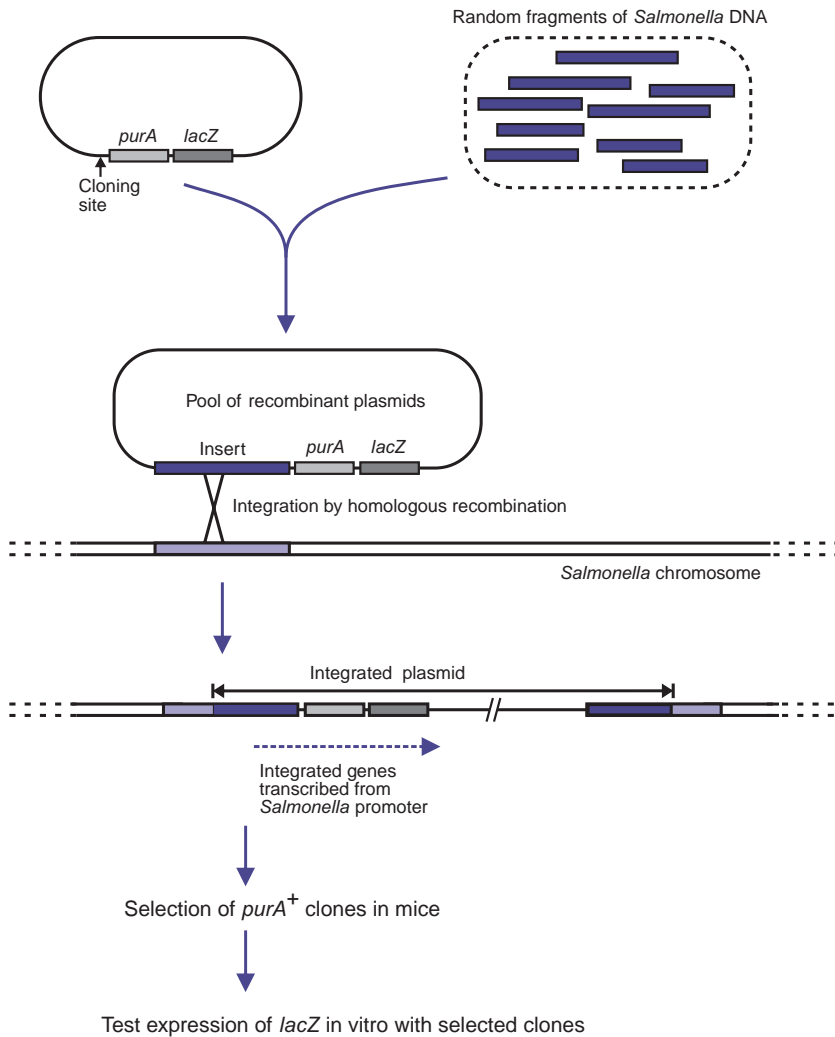 Random fragments of Salmonella DNA
purA lacZ
Cloning
site
Pool of recombinant plasmids
Insert purA lacZ
Integration by homologous recombination
Salmonella chromosome
Integrated plasmid
Integrated genes
transcribed from
Salmonella promoter
Selection of purA+ clones in mice
Test expression of lacZ in vitro with selected clones